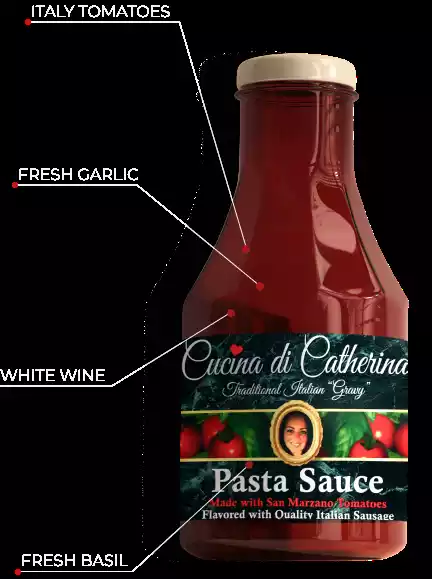 ITALY TOMATOES
FRESH GARLIC
WHITE WINE
Cucina di Catherina
Traditional Italian "Gravy"
Pasta Sauce
Made with San Marzano Tomatoes
Flavored with Quality Italian Sausage
FRESH BASIL